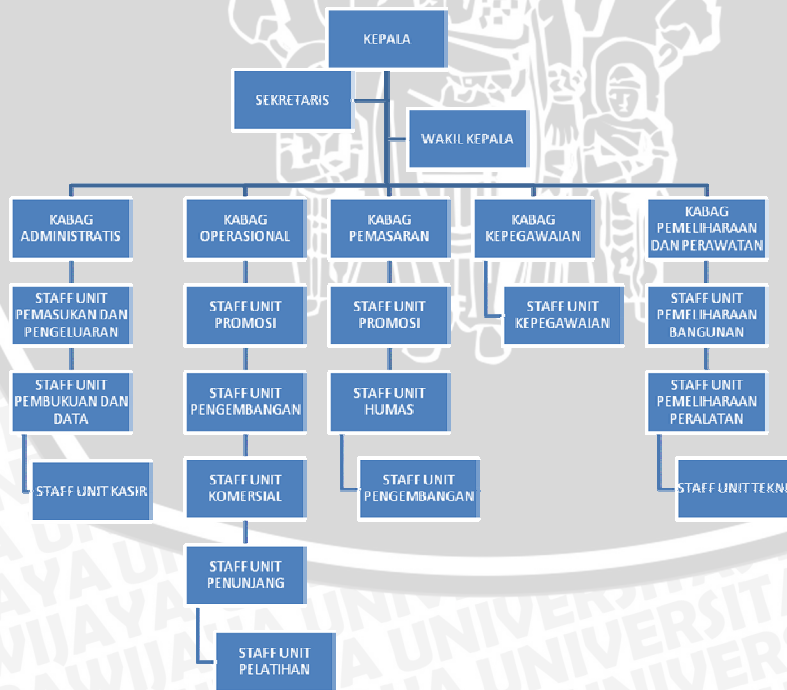 KEPALA
SEKRETARIS
WAKIL KEPALA
KABAG
ADMINISTRATIS
KABAG
OPERASIONAL
KABAG
PEMASARAN
KABAG
KEPEGAWAIAN
KABAG
PEMELIHARAAN
DAN PERAWATAN
STAFF UNIT
PEMASUKAN DAN
PENGELUARAN
STAFF UNIT
PROMOSI
STAFF UNIT
PROMOSI
STAFF UNIT
KEPEGAWAIAN
STAFF UNIT
PEMELIHARAAN
BANGUNAN
STAFF UNIT
PEMBUKUAN DAN
DATA
STAFF UNIT
PENGEMBANGAN
STAFF UNIT
HUMAS
STAFF UNIT
PEMELIHARAAN
PERALATAN
STAFF UNIT KASIR
STAFF UNIT
KOMERSIAL
STAFF UNIT
PENGEMBANGAN
STAFF UNIT
STAFF UNIT
PENUNJANG
STAFF UNIT
PELATIHAN